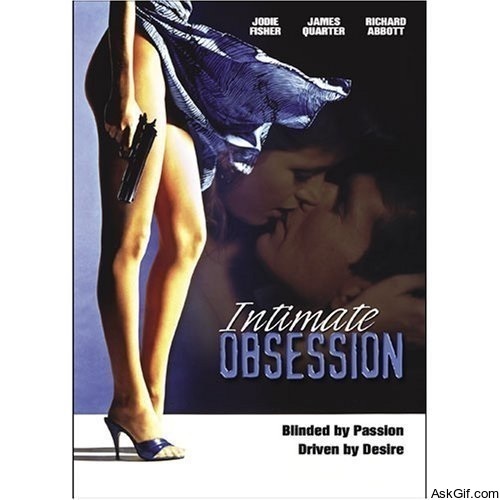 JODIE JAMES RICHARD
FISHER QUARTER ABBOTT
Intimate
OBSESSION
Blinded by Passion
Driven by Desire
AskGif.com